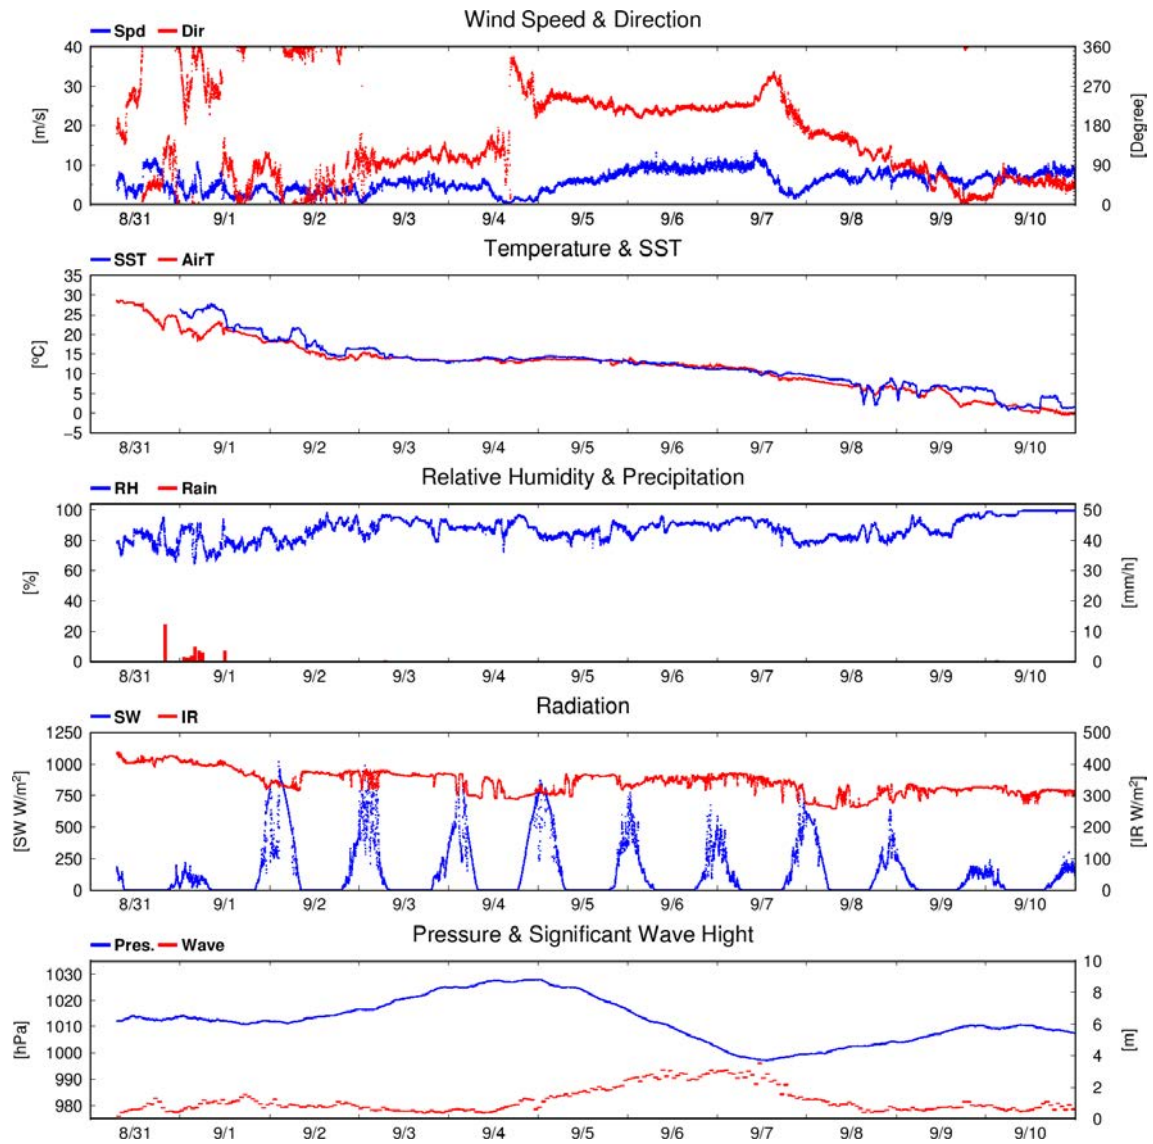 Wind Speed & Direction
Spd Dir
40 360
30 270
20 180
10 90
0 0
[m/s] [Degree]
8/31 9/1 9/2 9/3 9/4 9/5 9/6 9/7 9/8 9/9 9/10
Temperature & SST
SST AirT
35
30
25
20
15
10
5
0
−5
[°C]
8/31 9/1 9/2 9/3 9/4 9/5 9/6 9/7 9/8 9/9 9/10
Relative Humidity & Precipitation
RH Rain
100 50
80 40
60 30
40 20
20 10
0 0
[%] [mm/h]
8/31 9/1 9/2 9/3 9/4 9/5 9/6 9/7 9/8 9/9 9/10
Radiation
SW IR
1250 500
1000 400
750 300
500 200
250 100
0 0
[SW W/m²] [IR W/m²]
8/31 9/1 9/2 9/3 9/4 9/5 9/6 9/7 9/8 9/9 9/10
Pressure & Significant Wave Hight
Pres. Wave
1030 10
1020 8
1010 6
1000 4
990 2
980 0
[hPa] [m]
8/31 9/1 9/2 9/3 9/4 9/5 9/6 9/7 9/8 9/9 9/10